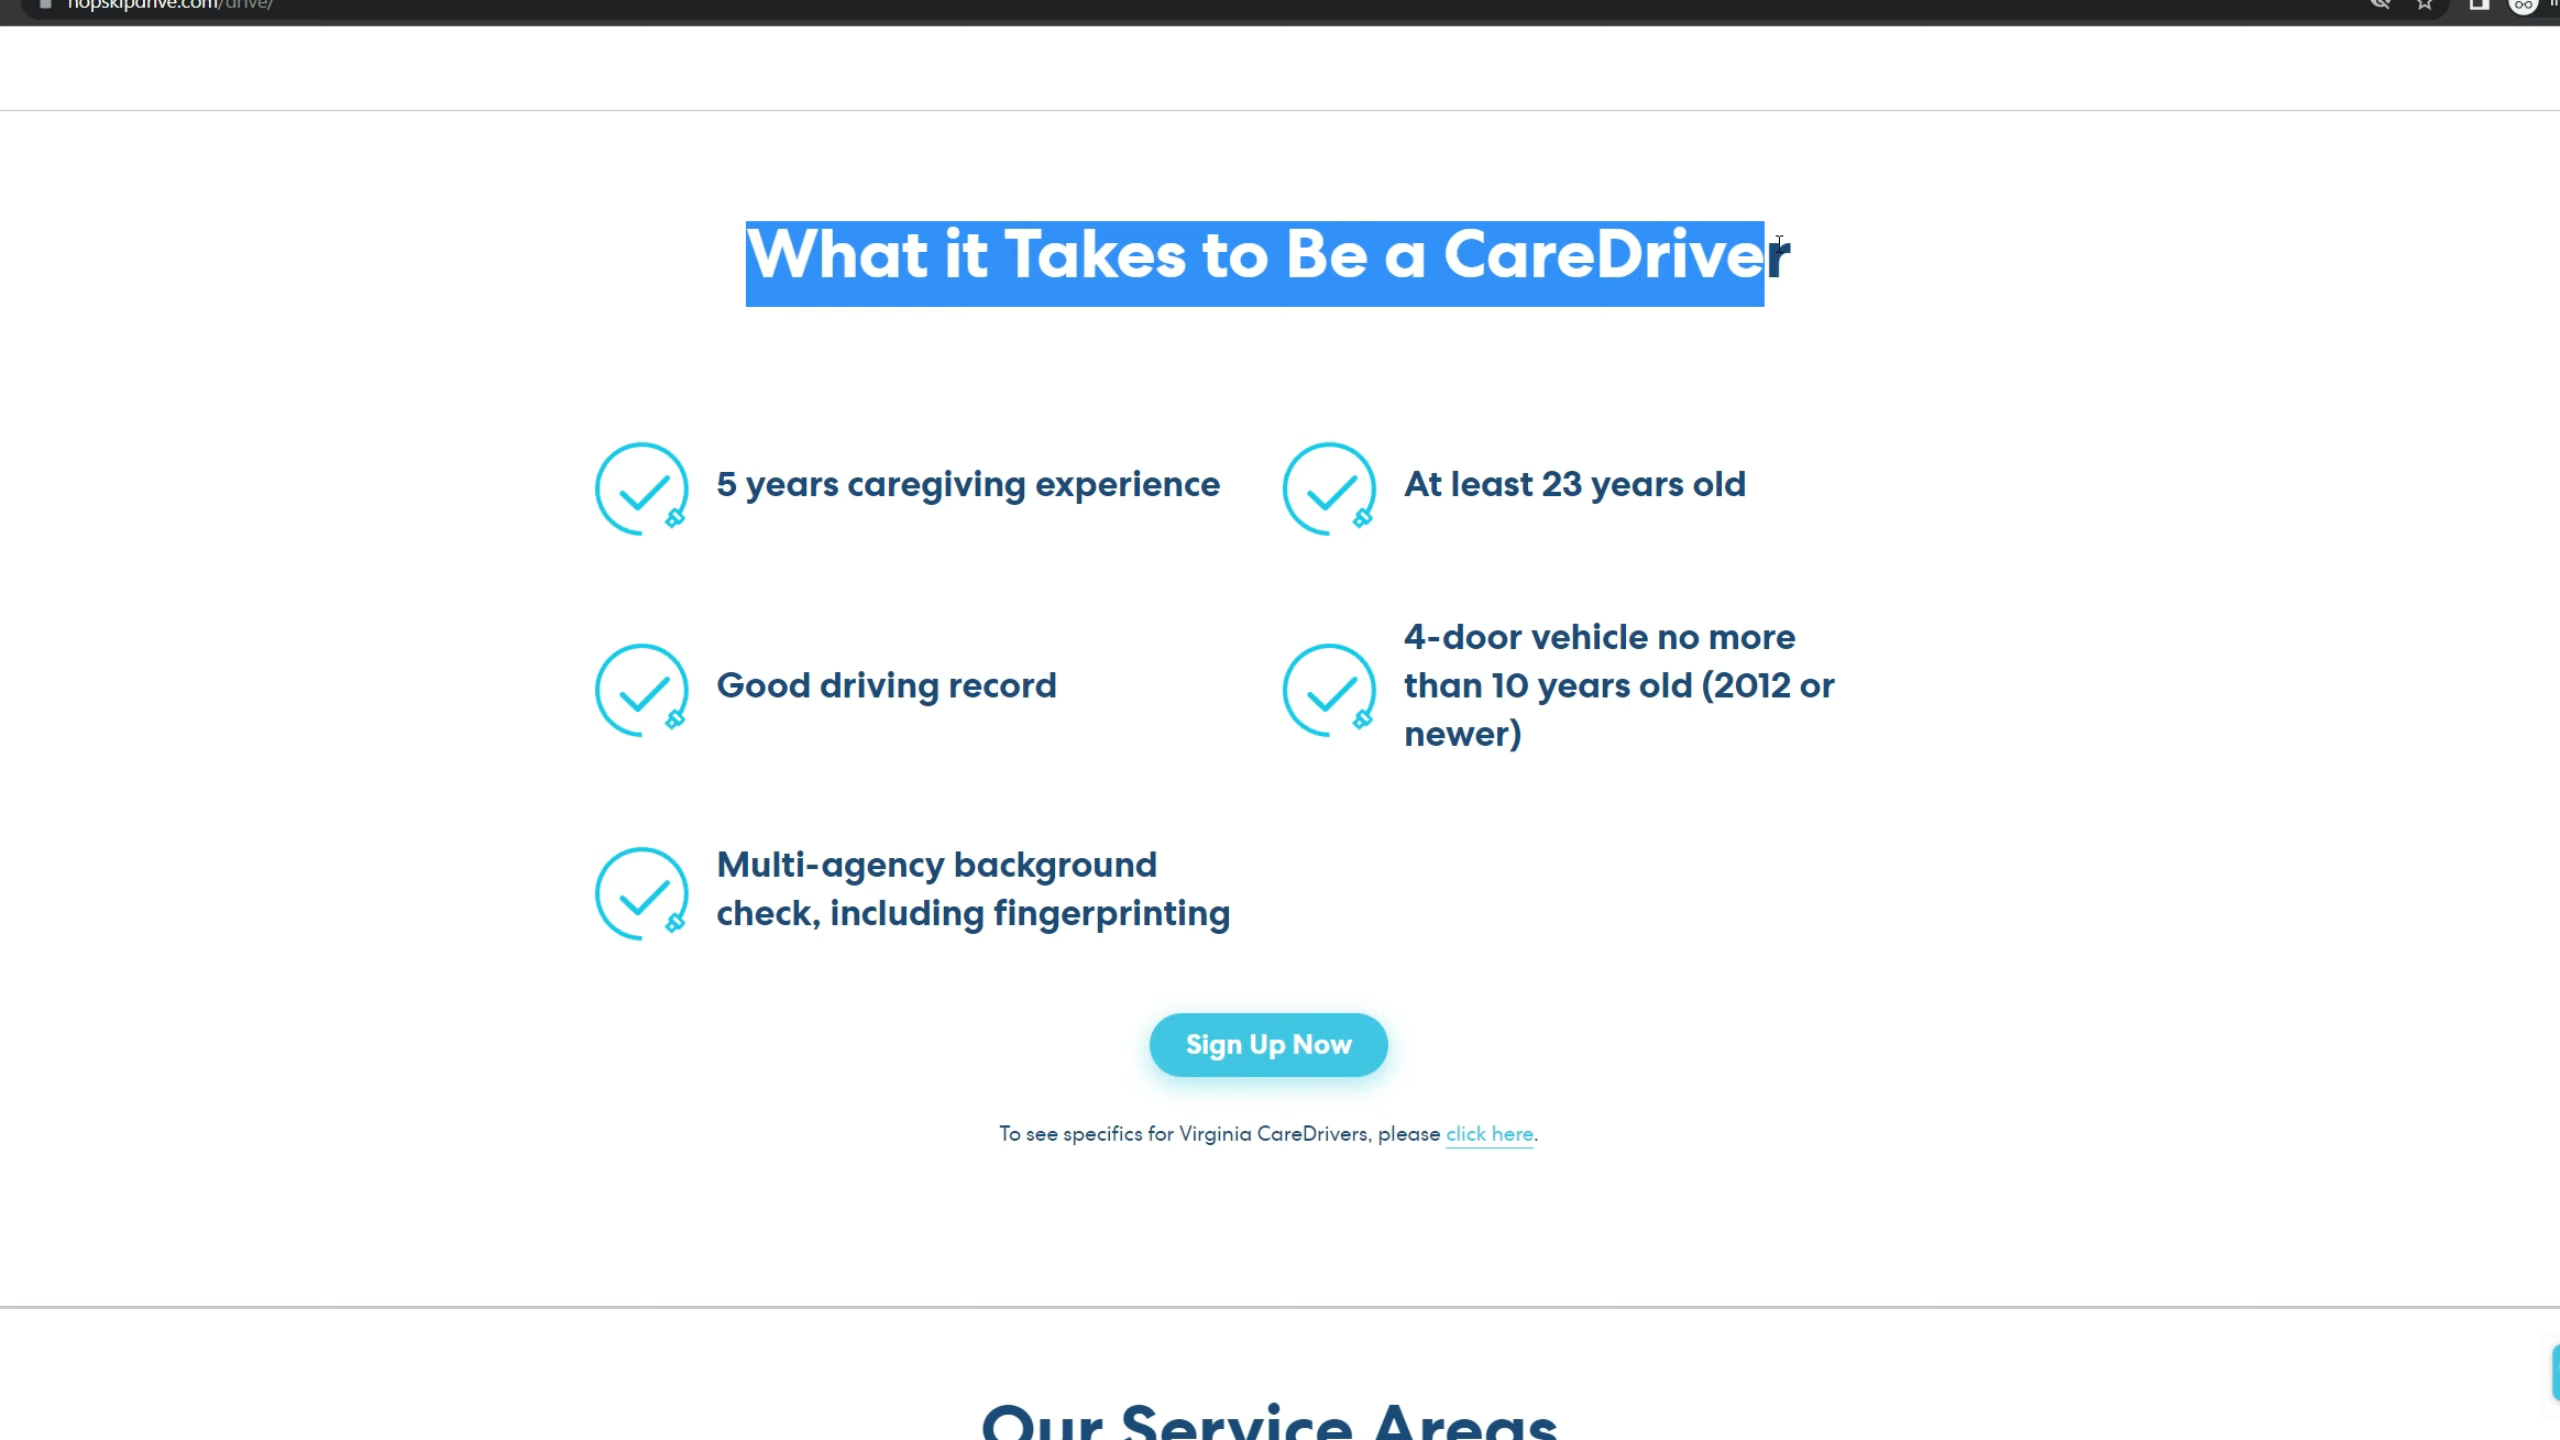 hopskipdrive.com/drive/
What it Takes to Be a CareDriver
5 years caregiving experience
At least 23 years old
Good driving record
4-door vehicle no more
than 10 years old (2012 or
newer)
Multi-agency background
check, including fingerprinting
Sign Up Now
To see specifics for Virginia CareDrivers, please click here.
Our Service Areas